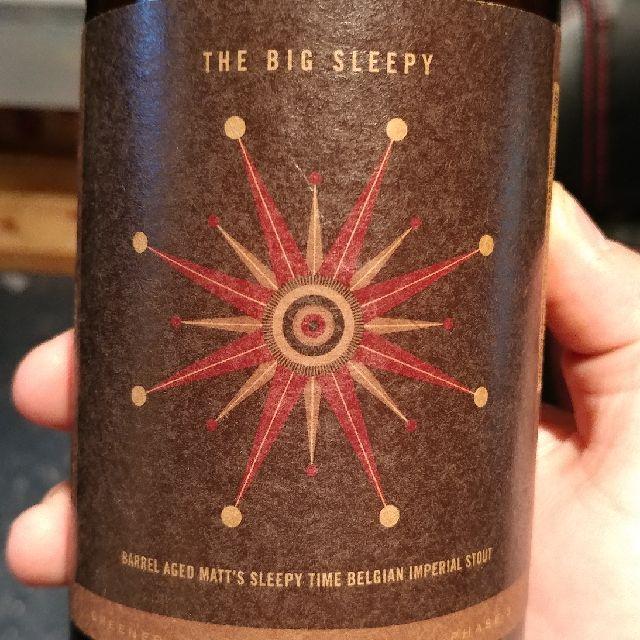 THE BIG SLEEPY
BARREL AGED MATT'S SLEEPY TIME BELGIAN IMPERIAL STOUT